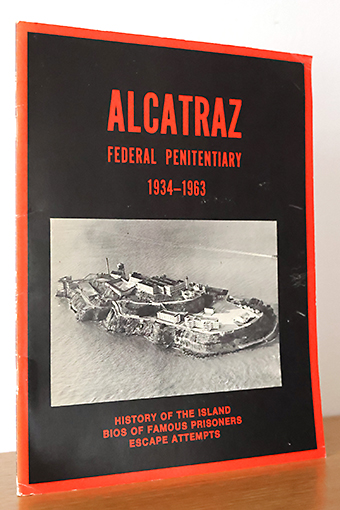 ALCATRAZ
FEDERAL PENITENTIARY
1934–1963
HISTORY OF THE ISLAND
BIOS OF FAMOUS PRISONERS
ESCAPE ATTEMPTS